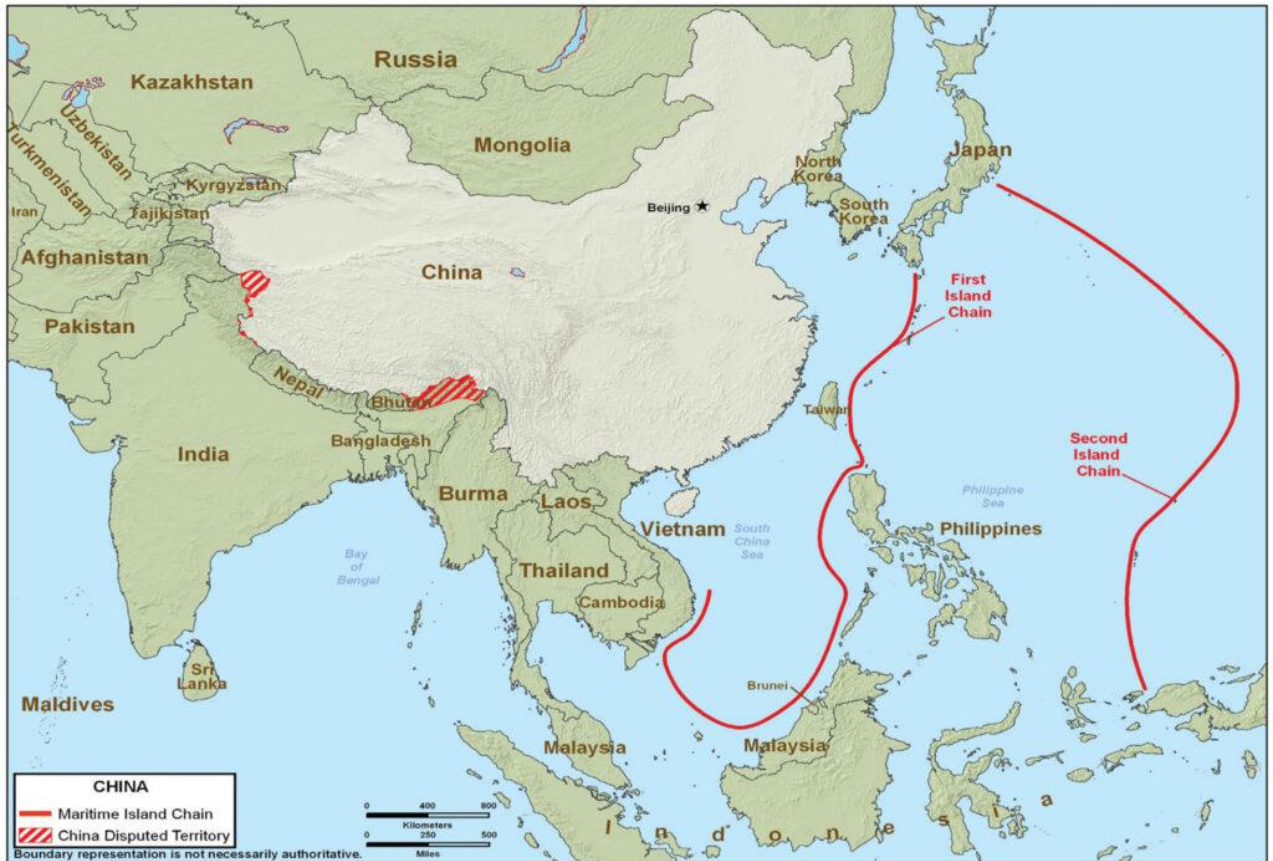 Russia
Kazakhstan
Mongolia
Uzbekistan
Turkmenistan
Kyrgyzstan
Tajikistan
Iran
Afghanistan
Pakistan
China
Beijing
North
Korea
South
Korea
Japan
First
Island
Chain
Nepal
Bhutan
Bangladesh
India
Burma
Laos
Vietnam
Thailand
Cambodia
Taiwan
Second
Island
Chain
Philippine
Sea
Philippines
South
China
Sea
Bay
of
Bengal
Sri
Lanka
Maldives
Brunei
Malaysia
Malaysia
Indonesia
CHINA
Maritime Island Chain
China Disputed Territory
Boundary representation is not necessarily authoritative.
0 400 800
Kilometers
0 250 500
Miles